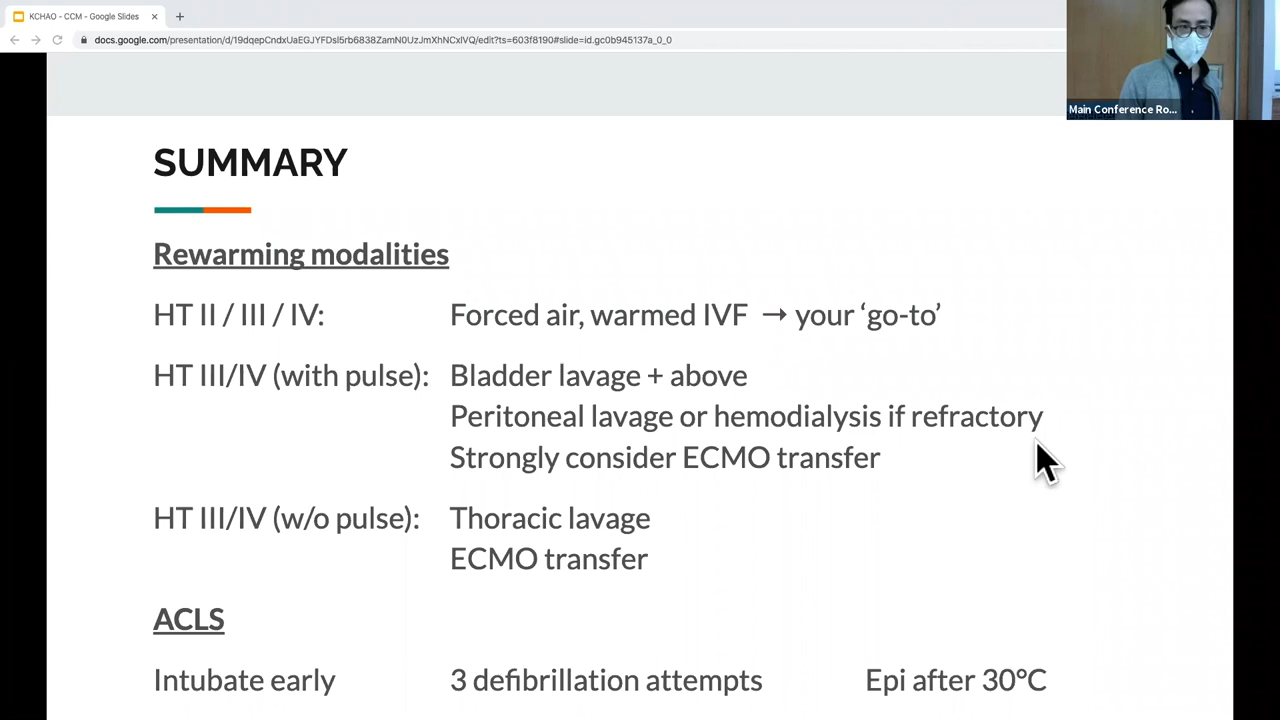 KCHAO - CCM - Google Slides
docs.google.com/presentation/d/19dqepCndxUaEGJYFDsl5rb6838ZamN0UzJmXhNCxlVQ/edit?ts=603f8190#slide=id.gc0b945137a_0_0
Main Conference Ro...
SUMMARY
Rewarming modalities
HT II / III / IV: Forced air, warmed IVF → your ‘go-to’
HT III/IV (with pulse): Bladder lavage + above
Peritoneal lavage or hemodialysis if refractory
Strongly consider ECMO transfer
HT III/IV (w/o pulse): Thoracic lavage
ECMO transfer
ACLS
Intubate early 3 defibrillation attempts Epi after 30°C